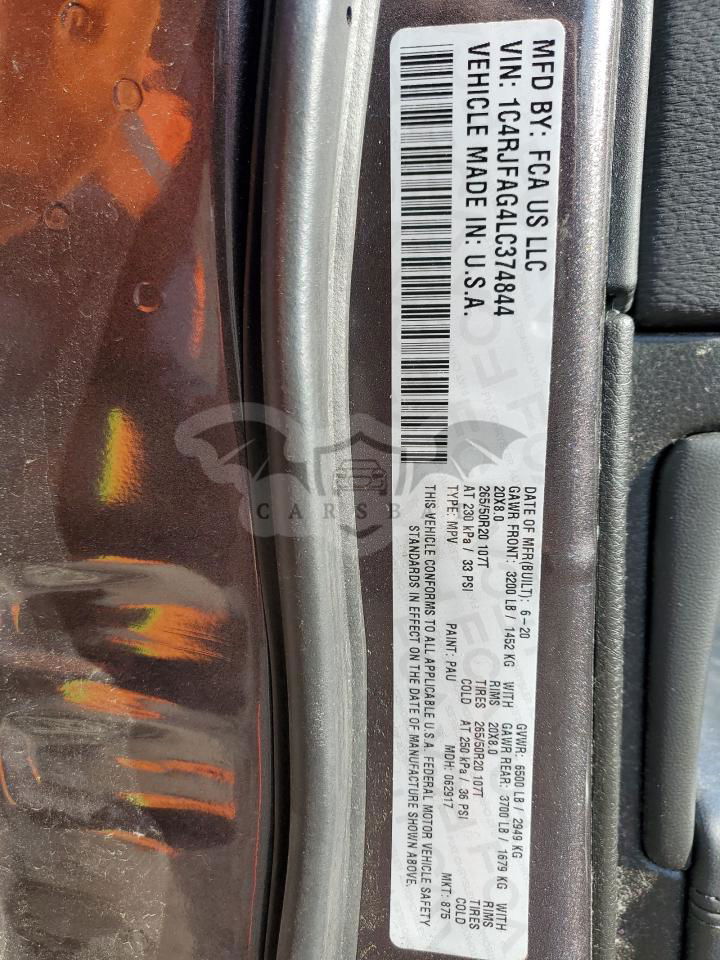 MFD BY: FCA US LLC
VIN: 1C4RJFAG4LC374844
VEHICLE MADE IN: U.S.A.
DATE OF MFR(BUILT): 6-20 GVWR: 6500 LB / 2949 KG
GAWR FRONT: 3200 LB / 1452 KG WITH GAWR REAR: 3700 LB / 1679 KG WITH
20X8.0 RIMS 20X8.0 RIMS
265/50R20 107T TIRES 265/50R20 107T TIRES
AT 230 kPa / 33 PSI COLD AT 250 kPa / 36 PSI COLD
TYPE: MPV PAINT: PAU MDH: 062917 MKT: 875
THIS VEHICLE CONFORMS TO ALL APPLICABLE U.S.A. FEDERAL MOTOR VEHICLE SAFETY
STANDARDS IN EFFECT ON THE DATE OF MANUFACTURE SHOWN ABOVE.